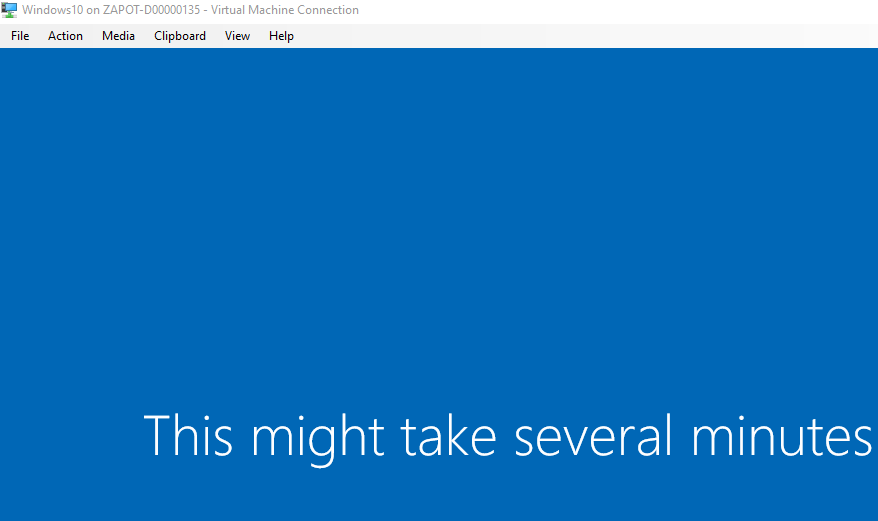 Windows10 on ZAPOT-D00000135 - Virtual Machine Connection
File Action Media Clipboard View Help
This might take several minutes